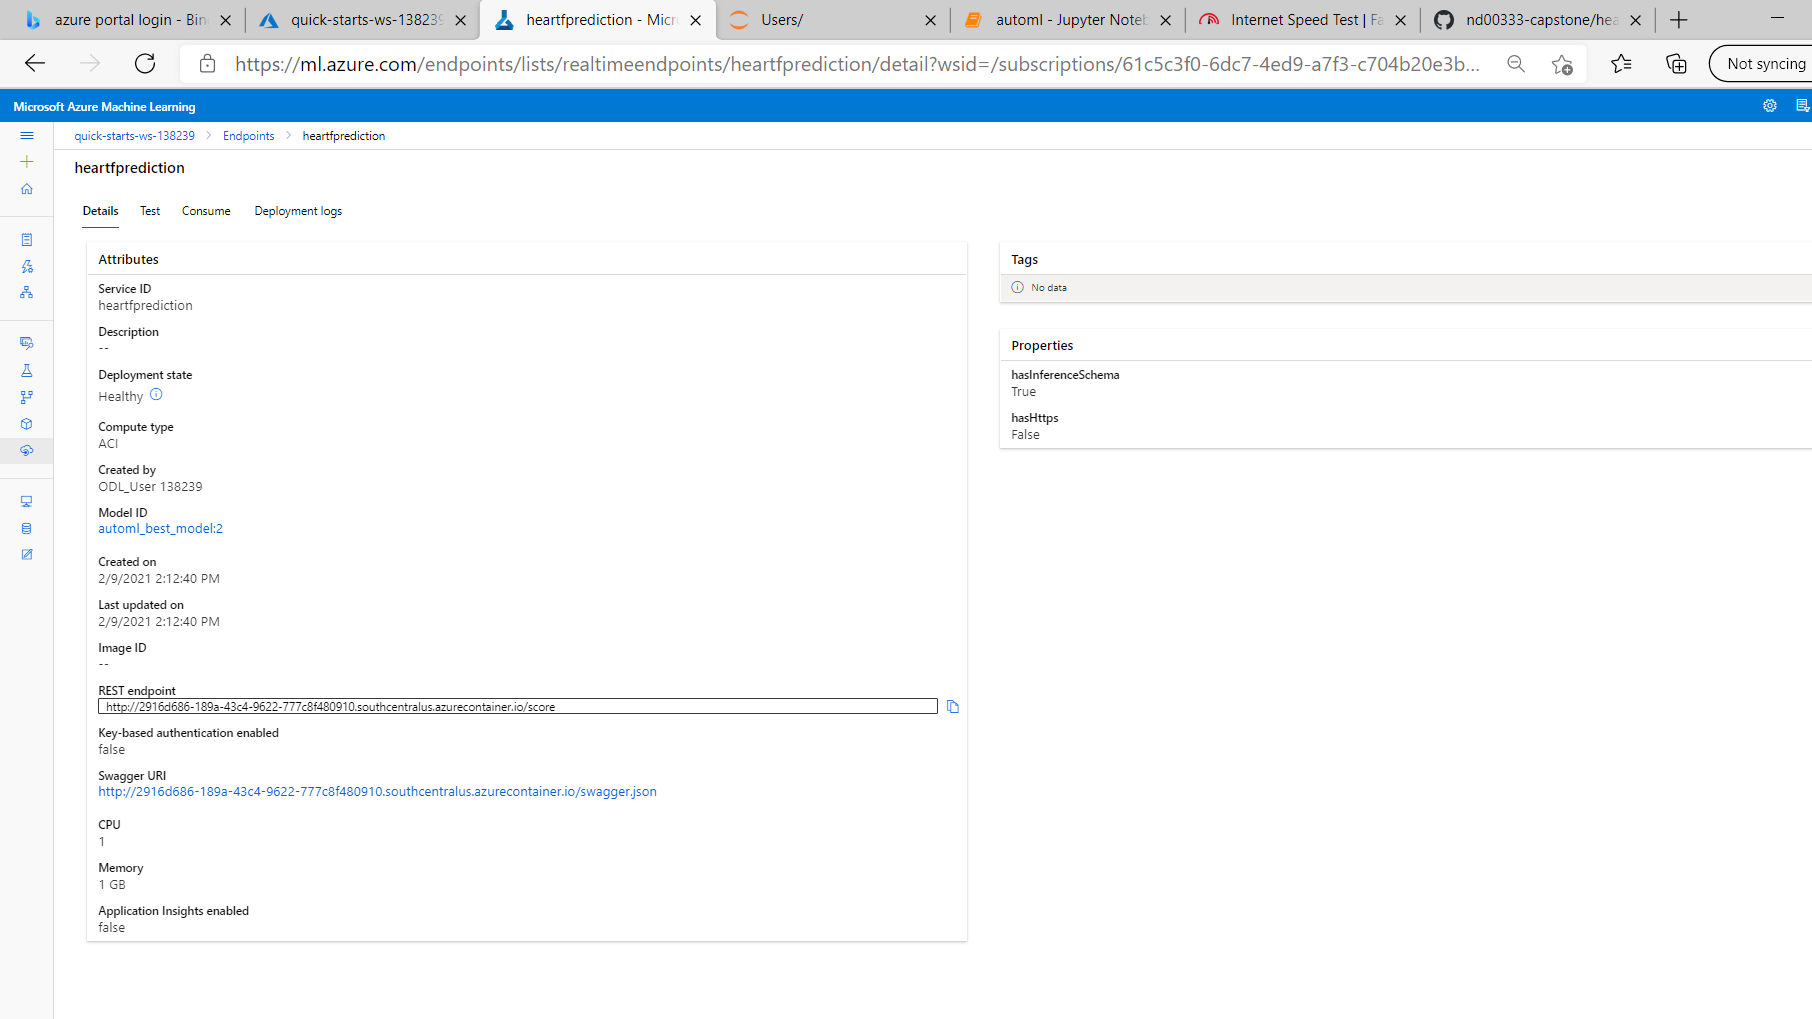 azure portal login - Bin
quick-starts-ws-138239
heartfprediction - Micr
Users/
automl - Jupyter Noteb
Internet Speed Test | Fa
nd00333-capstone/hea
https://ml.azure.com/endpoints/lists/realtimeendpoints/heartfprediction/detail?wsid=/subscriptions/61c5c3f0-6dc7-4ed9-a7f3-c704b20e3b...
Not syncing
Microsoft Azure Machine Learning
quick-starts-ws-138239 > Endpoints > heartfprediction
heartfprediction
Details Test Consume Deployment logs
Attributes
Service ID
heartfprediction
Description
--
Deployment state
Healthy
Compute type
ACI
Created by
ODL_User 138239
Model ID
automl_best_model:2
Created on
2/9/2021 2:12:40 PM
Last updated on
2/9/2021 2:12:40 PM
Image ID
--
REST endpoint
http://2916d686-189a-43c4-9622-777c8f480910.southcentralus.azurecontainer.io/score
Key-based authentication enabled
false
Swagger URI
http://2916d686-189a-43c4-9622-777c8f480910.southcentralus.azurecontainer.io/swagger.json
CPU
1
Memory
1 GB
Application Insights enabled
false
Tags
No data
Properties
hasInferenceSchema
True
hasHttps
False